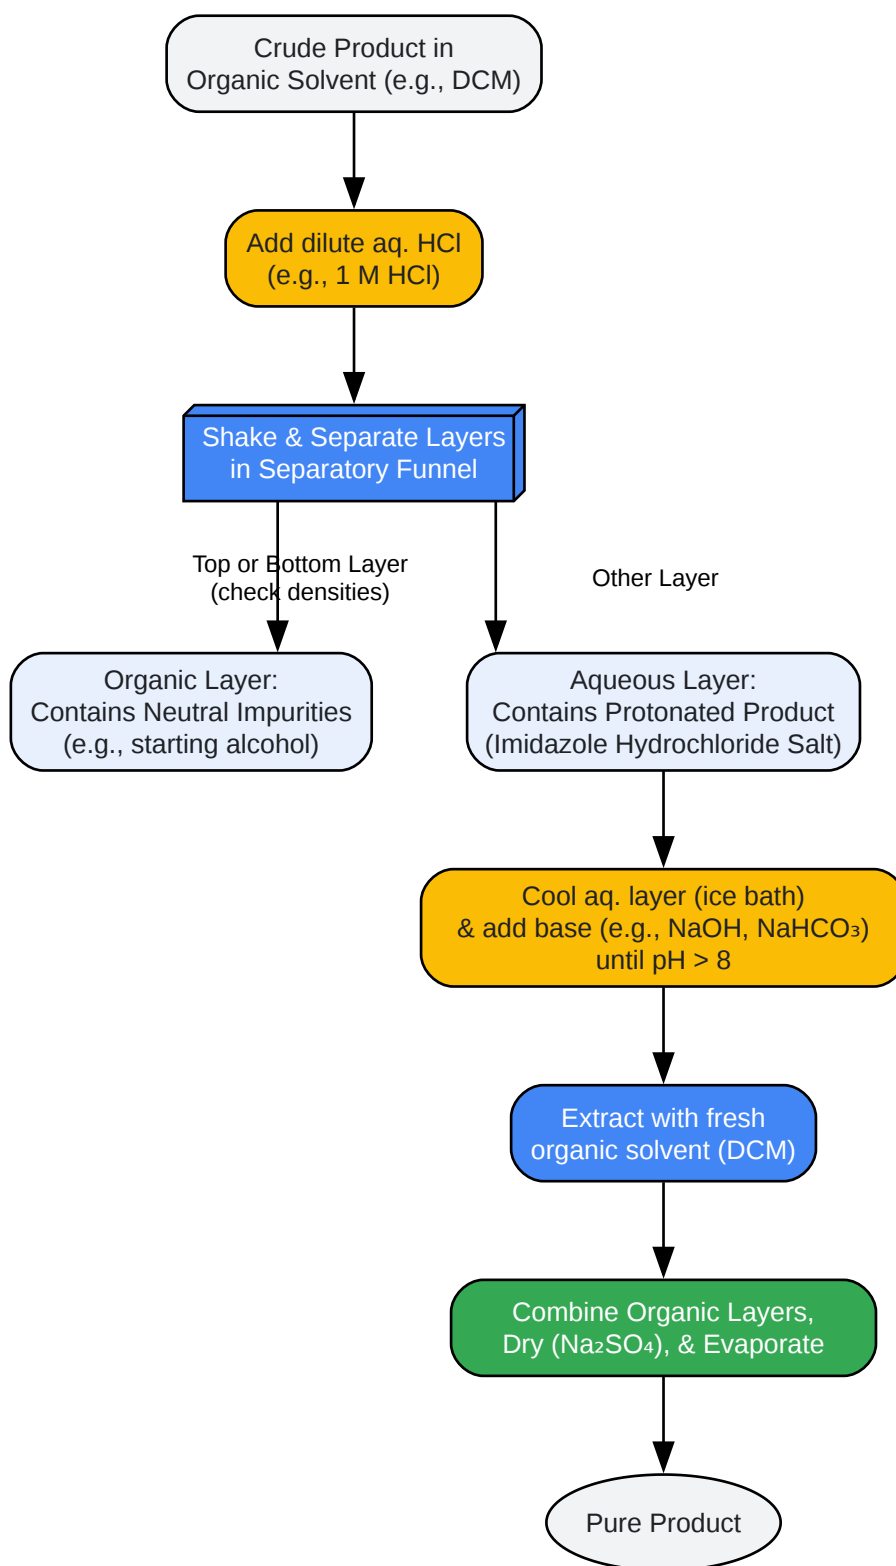 Crude Product in
Organic Solvent (e.g., DCM)
Add dilute aq. HCl
(e.g., 1 M HCl)
Shake & Separate Layers
in Separatory Funnel
Top or Bottom Layer
(check densities)
Other Layer
Organic Layer:
Contains Neutral Impurities
(e.g., starting alcohol)
Aqueous Layer:
Contains Protonated Product
(Imidazole Hydrochloride Salt)
Cool aq. layer (ice bath)
& add base (e.g., NaOH, NaHCO₃)
until pH > 8
Extract with fresh
organic solvent (DCM)
Combine Organic Layers,
Dry (Na₂SO₄), & Evaporate
Pure Product